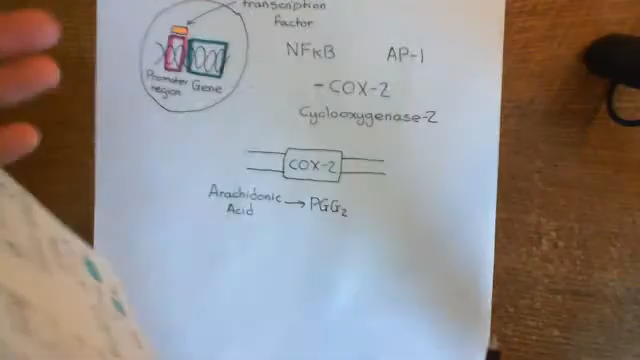 transcription
factor
NFκB
AP-1
Promoter
region
Gene
- COX-2
Cyclooxygenase-2
COX-2
Arachidonic
Acid
→ PGG₂